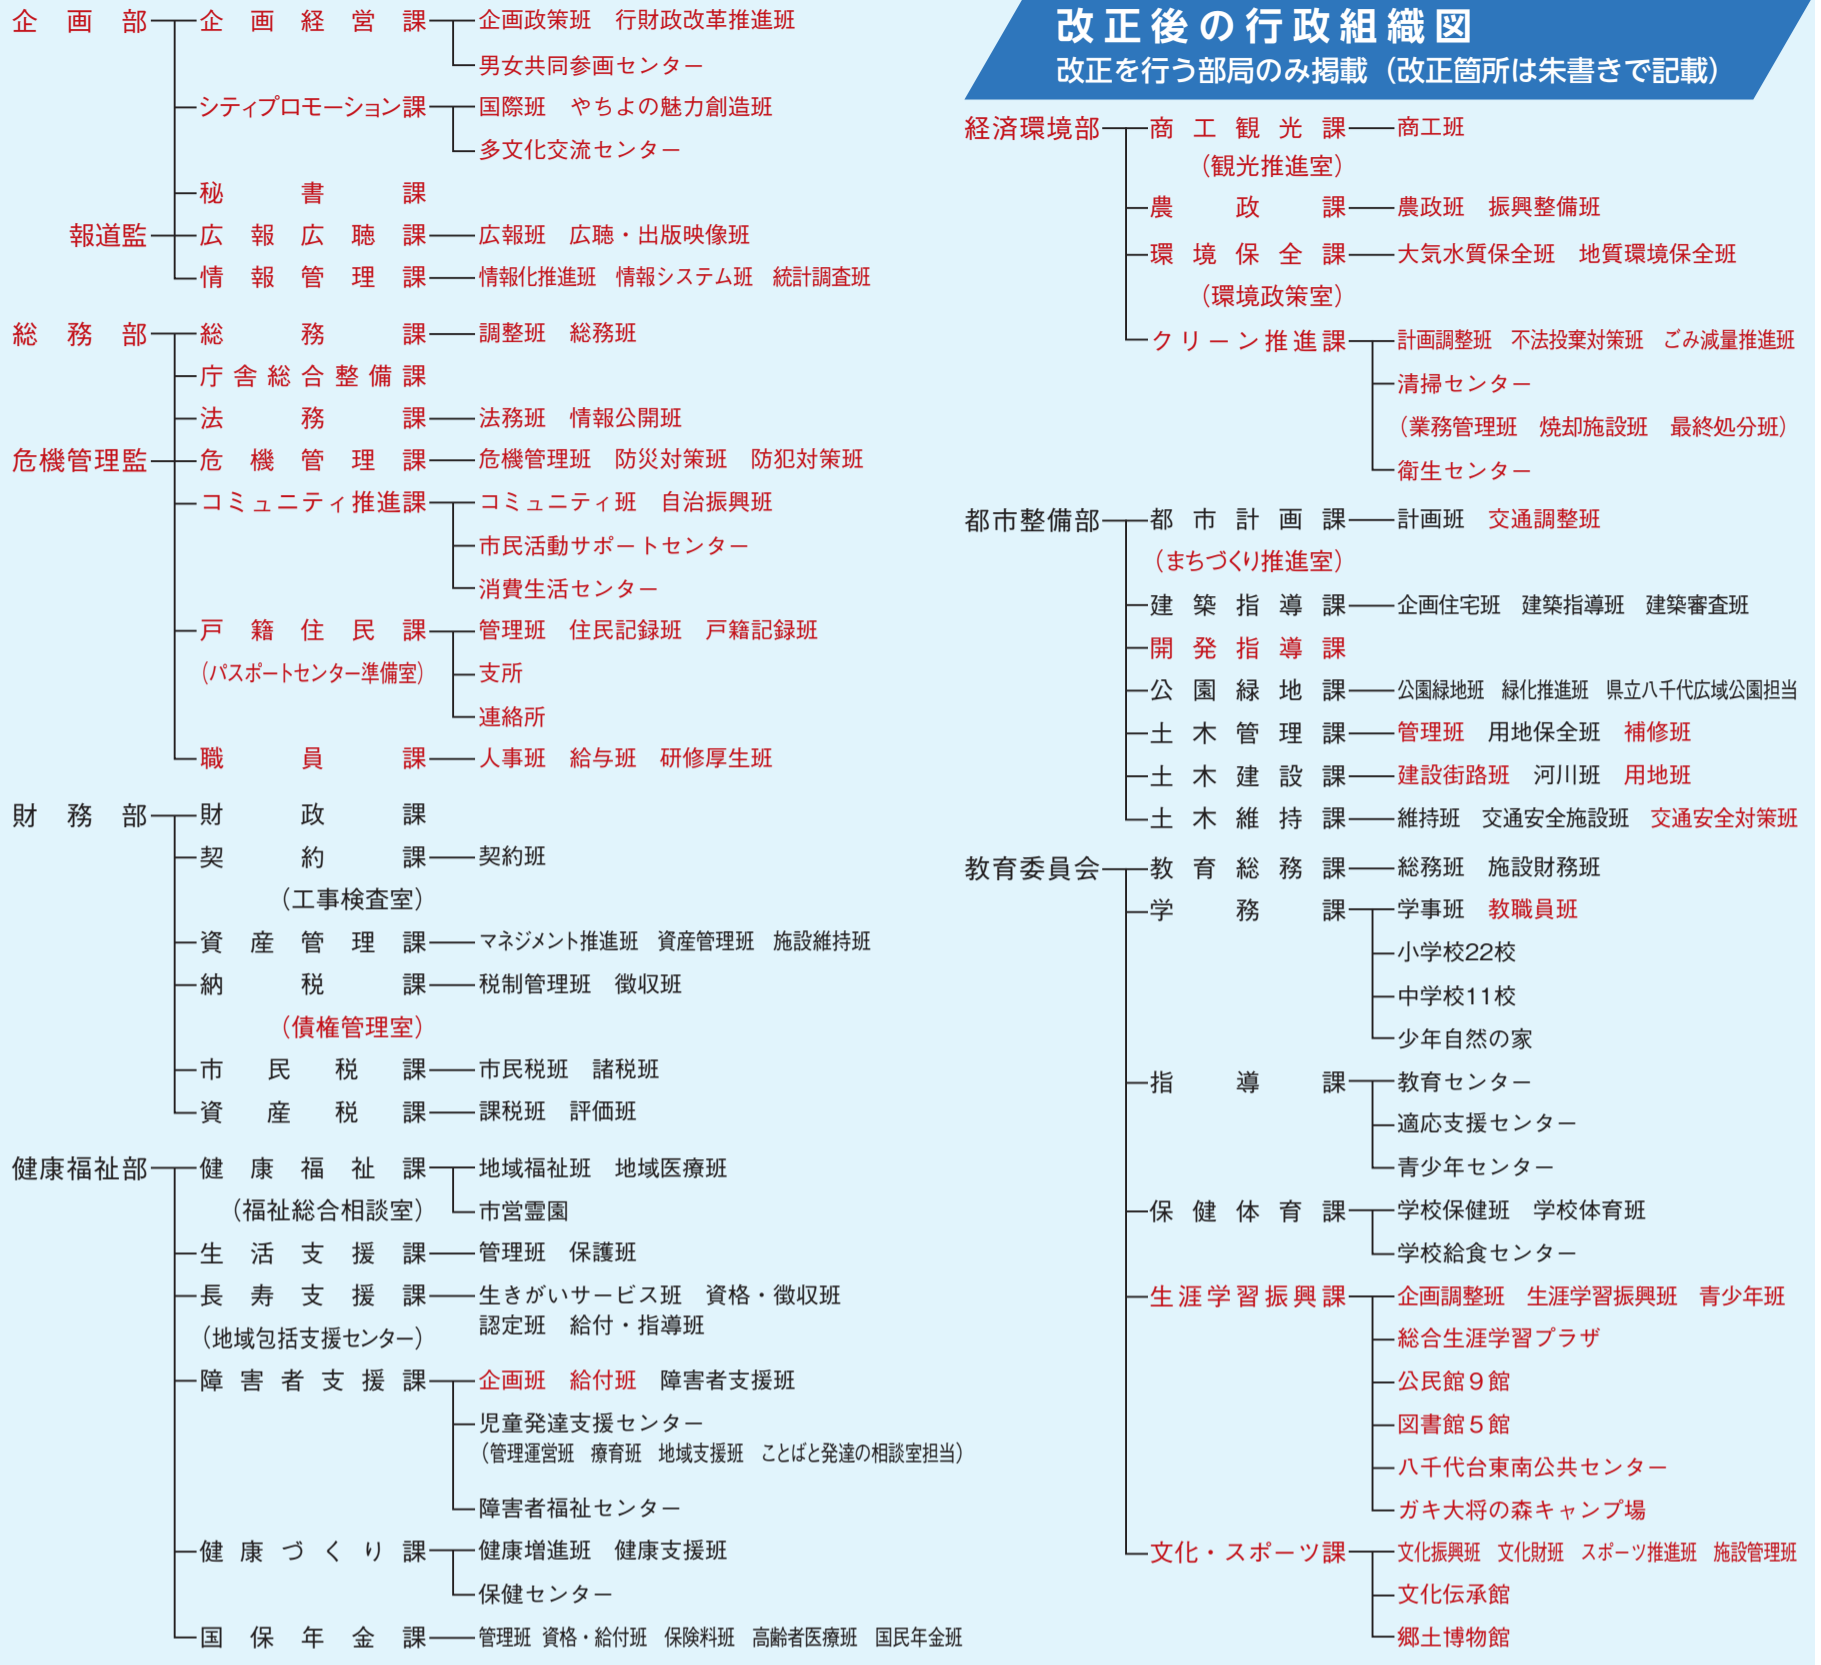 改正後の行政組織図
改正を行う部局のみ掲載（改正箇所は朱書きで記載）
企画部 企画経営課 企画政策班 行財政改革推進班
男女共同参画センター
シティプロモーション課 国際班 やちよの魅力創造班
多文化交流センター
秘書課
報道監 広報広聴課 広報班 広聴・出版映像班
情報管理課 情報化推進班 情報システム班 統計調査班
総務部 総務課 調整班 総務班
庁舎総合整備課
法務課 法務班 情報公開班
危機管理監 危機管理課 危機管理班 防災対策班 防犯対策班
コミュニティ推進課 コミュニティ班 自治振興班
市民活動サポートセンター
消費生活センター
戸籍住民課 管理班 住民記録班 戸籍記録班
（パスポートセンター準備室） 支所
連絡所
職員課 人事班 給与班 研修厚生班
財務部 財政課
契約課 契約班
（工事検査室）
資産管理課 マネジメント推進班 資産管理班 施設維持班
納税課 税制管理班 徴収班
（債権管理室）
市民税課 市民税班 諸税班
資産税課 課税班 評価班
健康福祉部 健康福祉課 地域福祉班 地域医療班
（福祉総合相談室） 市営霊園
生活支援課 管理班 保護班
長寿支援課 生きがいサービス班 資格・徴収班
認定班 給付・指導班
（地域包括支援センター）
障害者支援課 企画班 給付班 障害者支援班
児童発達支援センター
（管理運営班 療育班 地域支援班 ことばと発達の相談室担当）
障害者福祉センター
健康づくり課 健康増進班 健康支援班
保健センター
国保年金課 管理班 資格・給付班 保険料班 高齢者医療班 国民年金班
経済環境部 商工観光課 商工班
（観光推進室）
農政課 農政班 振興整備班
環境保全課 大気水質保全班 地質環境保全班
（環境政策室）
クリーン推進課 計画調整班 不法投棄対策班 ごみ減量推進班
清掃センター
（業務管理班 焼却施設班 最終処分班）
衛生センター
都市整備部 都市計画課 計画班 交通調整班
（まちづくり推進室）
建築指導課 企画住宅班 建築指導班 建築審査班
開発指導課
公園緑地課 公園緑地班 緑化推進班 県立八千代広域公園担当
土木管理課 管理班 用地保全班 補修班
土木建設課 建設街路班 河川班 用地班
土木維持課 維持班 交通安全施設班 交通安全対策班
教育委員会 教育総務課 総務班 施設財務班
学務課 学事班 教職員班
小学校22校
中学校11校
少年自然の家
指導課 教育センター
適応支援センター
青少年センター
保健体育課 学校保健班 学校体育班
学校給食センター
生涯学習振興課 企画調整班 生涯学習振興班 青少年班
総合生涯学習プラザ
公民館９館
図書館５館
八千代台東南公共センター
ガキ大将の森キャンプ場
文化・スポーツ課 文化振興班 文化財班 スポーツ推進班 施設管理班
文化伝承館
郷土博物館